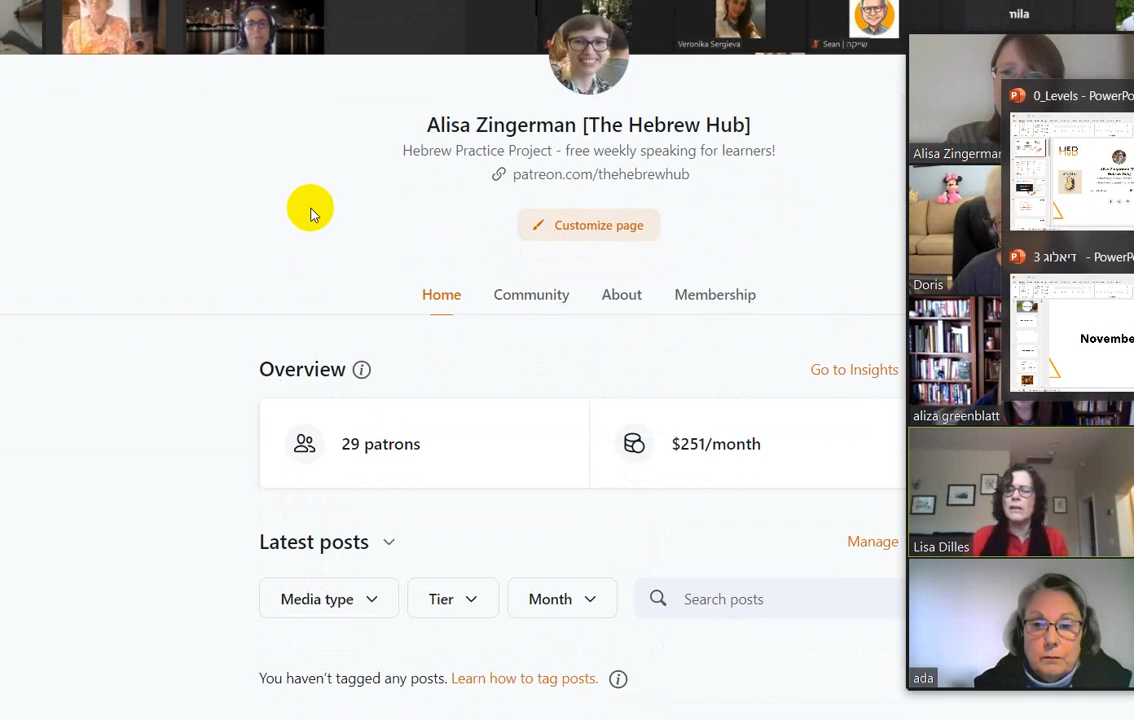 Veronika Sergieva
Sean | שייקה
mila
Alisa Zingerman [The Hebrew Hub]
Hebrew Practice Project - free weekly speaking for learners!
patreon.com/thehebrewhub
Customize page
Home
Community
About
Membership
Overview
Go to Insights
29 patrons
$251/month
Latest posts
Manage
Media type
Tier
Month
Search posts
You haven't tagged any posts. Learn how to tag posts.
0_Levels - PowerPo
Alisa Zingerman
Doris
דיאלוג 3 - PowerPo
Novembe
aliza greenblatt
Lisa Dilles
ada